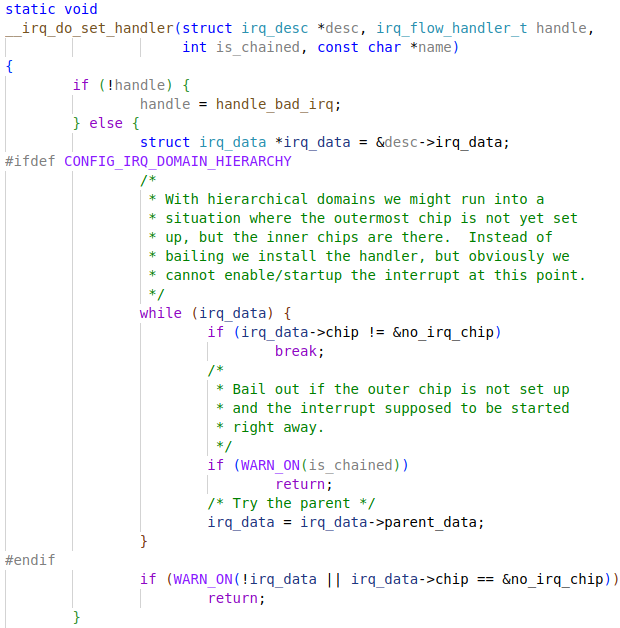 static void
__irq_do_set_handler(struct irq_desc *desc, irq_flow_handler_t handle,
                     int is_chained, const char *name)
{
        if (!handle) {
                handle = handle_bad_irq;
        } else {
                struct irq_data *irq_data = &desc->irq_data;
#ifdef CONFIG_IRQ_DOMAIN_HIERARCHY
                /*
                 * With hierarchical domains we might run into a
                 * situation where the outermost chip is not yet set
                 * up, but the inner chips are there.  Instead of
                 * bailing we install the handler, but obviously we
                 * cannot enable/startup the interrupt at this point.
                 */
                while (irq_data) {
                        if (irq_data->chip != &no_irq_chip)
                                break;
                        /*
                         * Bail out if the outer chip is not set up
                         * and the interrupt supposed to be started
                         * right away.
                         */
                        if (WARN_ON(is_chained))
                                return;
                        /* Try the parent */
                        irq_data = irq_data->parent_data;
                }
#endif
                if (WARN_ON(!irq_data || irq_data->chip == &no_irq_chip))
                        return;
        }